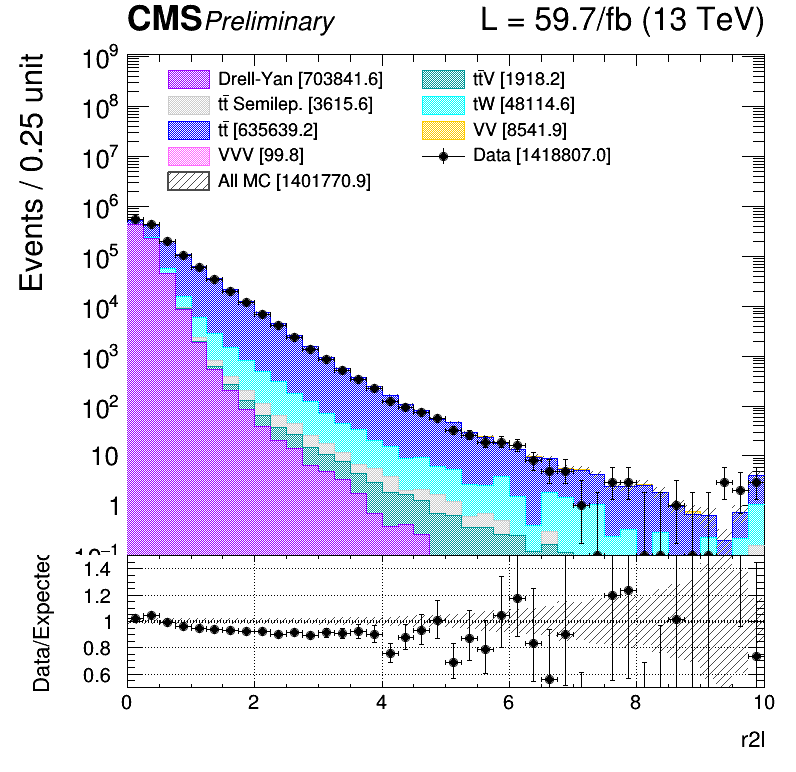 CMS Preliminary L = 59.7/fb (13 TeV)
Events / 0.25 unit
10⁹
10⁸
10⁷
10⁶
10⁵
10⁴
10³
10²
10
1
10⁻¹
Drell-Yan [703841.6]
tt̄ Semilep. [3615.6]
tt̄ [635639.2]
VVV [99.8]
All MC [1401770.9]
tt̄V [1918.2]
tW [48114.6]
VV [8541.9]
Data [1418807.0]
Data/Expected
1.4
1.2
1
0.8
0.6
0 2 4 6 8 10
r2l